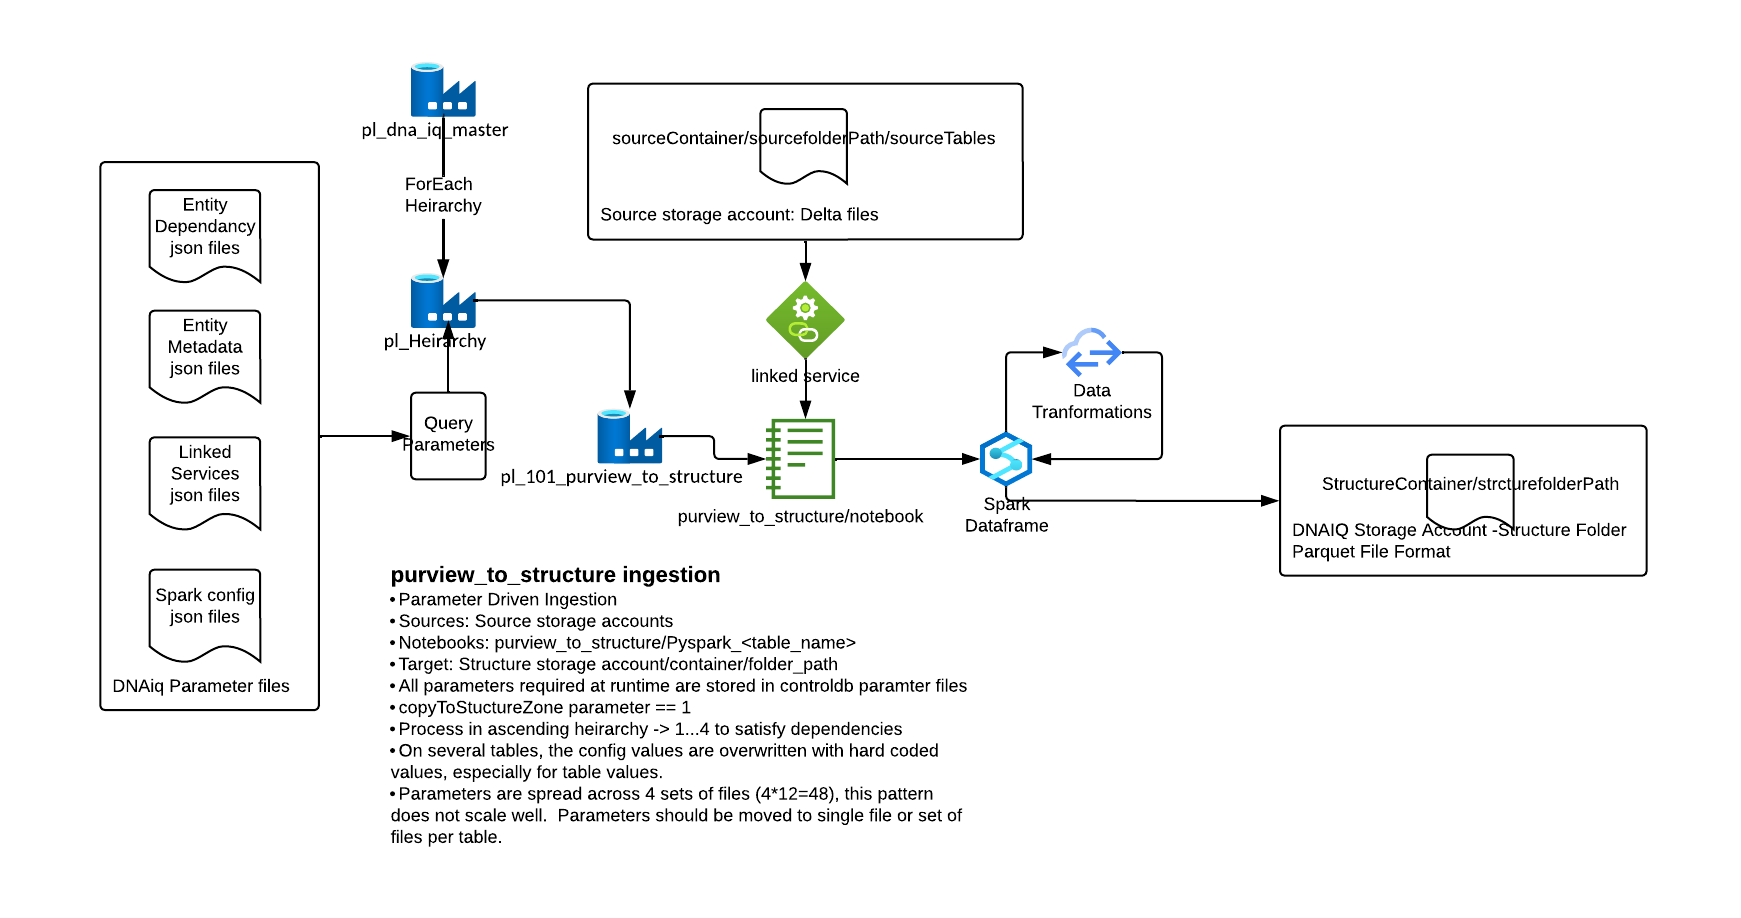 pl_dna_iq_master
ForEach
Heirarchy
pl_Heirarchy
Entity
Dependancy
json files
Entity
Metadata
json files
Linked
Services
json files
Spark config
json files
DNAiq Parameter files
Query
Parameters
sourceContainer/sourcefolderPath/sourceTables
Source storage account: Delta files
linked service
pl_101_purview_to_structure
purview_to_structure/notebook
Data
Tranformations
Spark
Dataframe
StructureContainer/strcturefolderPath
DNAIQ Storage Account -Structure Folder
Parquet File Format
purview_to_structure ingestion
•Parameter Driven Ingestion
•Sources: Source storage accounts
•Notebooks: purview_to_structure/Pyspark_<table_name>
•Target: Structure storage account/container/folder_path
•All parameters required at runtime are stored in controldb paramter files
•copyToStuctureZone parameter == 1
•Process in ascending heirarchy -> 1...4 to satisfy dependencies
•On several tables, the config values are overwritten with hard coded
values, especially for table values.
•Parameters are spread across 4 sets of files (4*12=48), this pattern
does not scale well.  Parameters should be moved to single file or set of
files per table.